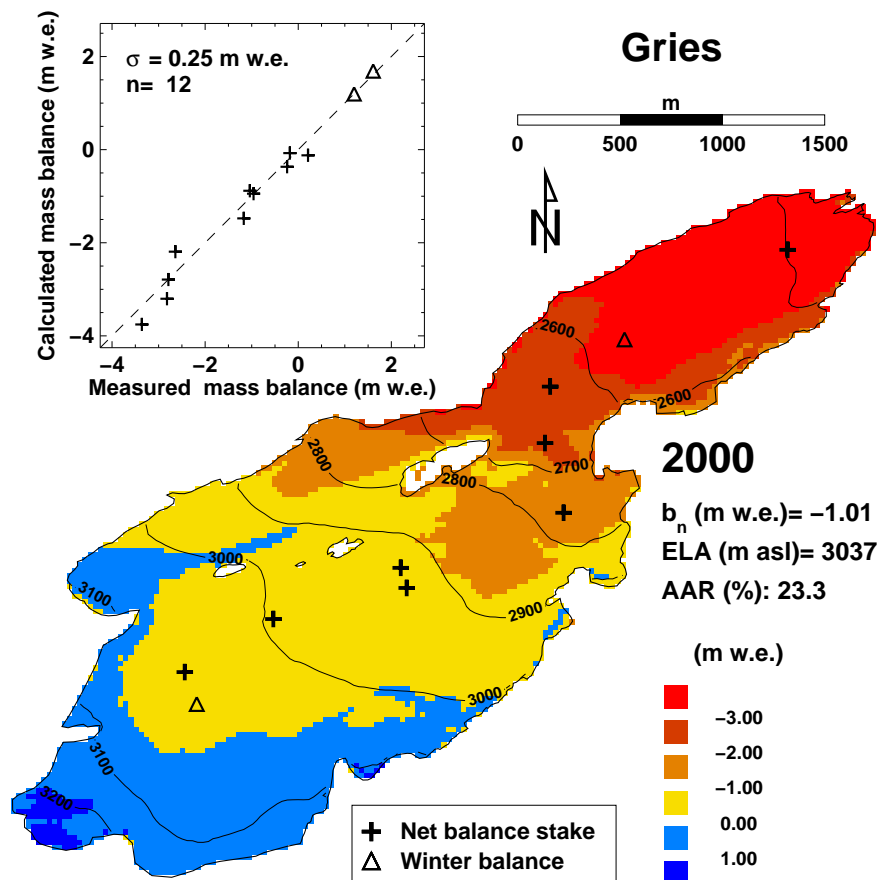 Gries
σ = 0.25 m w.e.
n= 12
Calculated mass balance (m w.e.)
2
0
−2
−4
−4 −2 0 2
Measured mass balance (m w.e.)
m
0 500 1000 1500
N
2600
2600
2700
2800
2800
2900
3000
3000
3100
3100
3200
2000
b_n (m w.e.)= −1.01
ELA (m asl)= 3037
AAR (%): 23.3
(m w.e.)
−3.00
−2.00
−1.00
0.00
1.00
Net balance stake
Winter balance